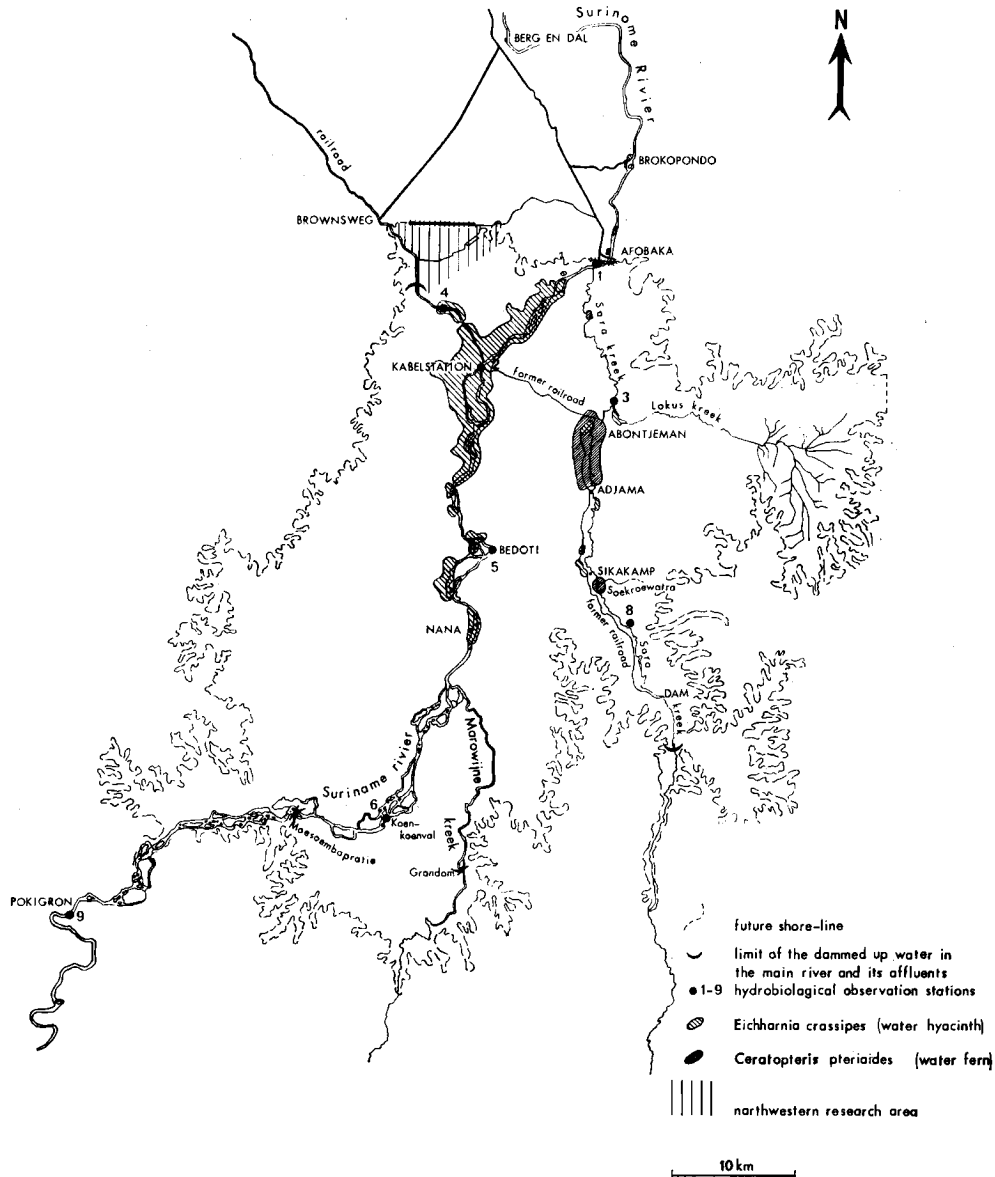 Suriname Rivier
BERG EN DAL
N
railroad
BROKOPONDO
BROWNSWEG
AFOBAKA
1
4
Sara kreek
KABELSTATION
Former railroad
3
Lokus kreek
ABONTJEMAN
ADJAMA
BEDOTI
5
SIKAKAMP
Soekroewatra
8
NANA
former railroad
Sara kreek
DAM
Suriname rivier
Marowijne kreek
6
Koen-
koenval
Moesoembapratie
Grandam
POKIGRON
9
future shore-line
limit of the dammed up water in
the main river and its affluents
1-9 hydrobiological observation stations
Eichharnia crassipes (water hyacinth)
Ceratopteris pteriaides (water fern)
northwestern research area
10 km